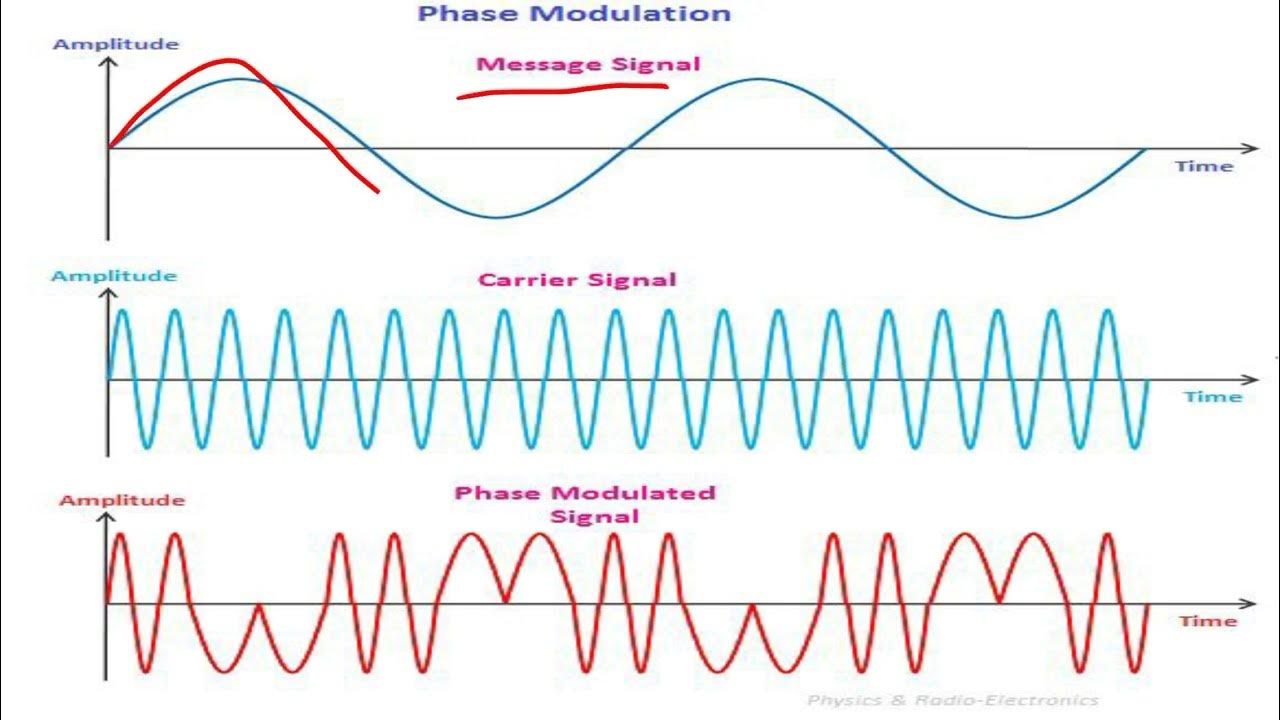 Phase Modulation
Amplitude
Message Signal
Time
Amplitude
Carrier Signal
Time
Amplitude
Phase Modulated
Signal
Time
Physics & Radio-Electronics